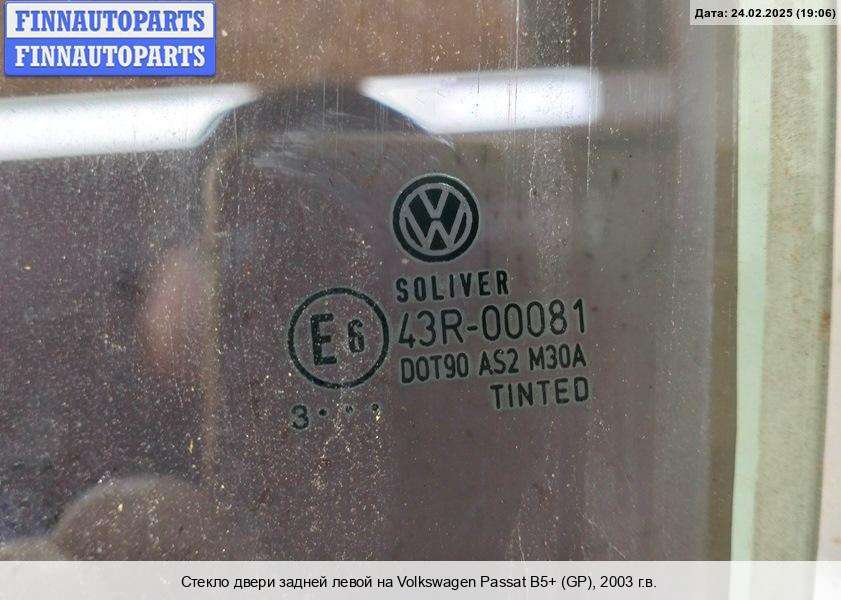 FINNAUTOPARTS
FINNAUTOPARTS
Дата: 24.02.2025 (19:06)
SOLIVER
E6
43R-00081
DOT90 AS2 M30A
TINTED
3• • •
Стекло двери задней левой на Volkswagen Passat B5+ (GP), 2003 г.в.